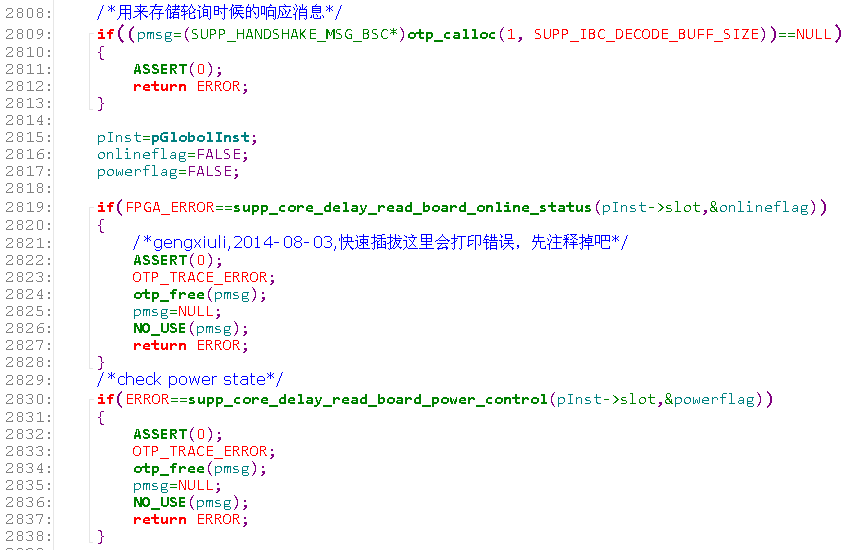 2808: /*用来存储轮询时候的响应消息*/
2809: if((pmsg=(SUPP_HANDSHAKE_MSG_BSC*)otp_calloc(1, SUPP_IBC_DECODE_BUFF_SIZE))==NULL)
2810: {
2811: ASSERT(0);
2812: return ERROR;
2813: }
2814:
2815: pInst=pGlobolInst;
2816: onlineflag=FALSE;
2817: powerflag=FALSE;
2818:
2819: if(FPGA_ERROR==supp_core_delay_read_board_online_status(pInst->slot,&onlineflag))
2820: {
2821: /*gengxiuli,2014-08-03,快速插拔这里会打印错误，先注释掉吧*/
2822: ASSERT(0);
2823: OTP_TRACE_ERROR;
2824: otp_free(pmsg);
2825: pmsg=NULL;
2826: NO_USE(pmsg);
2827: return ERROR;
2828: }
2829: /*check power state*/
2830: if(ERROR==supp_core_delay_read_board_power_control(pInst->slot,&powerflag))
2831: {
2832: ASSERT(0);
2833: OTP_TRACE_ERROR;
2834: otp_free(pmsg);
2835: pmsg=NULL;
2836: NO_USE(pmsg);
2837: return ERROR;
2838: }